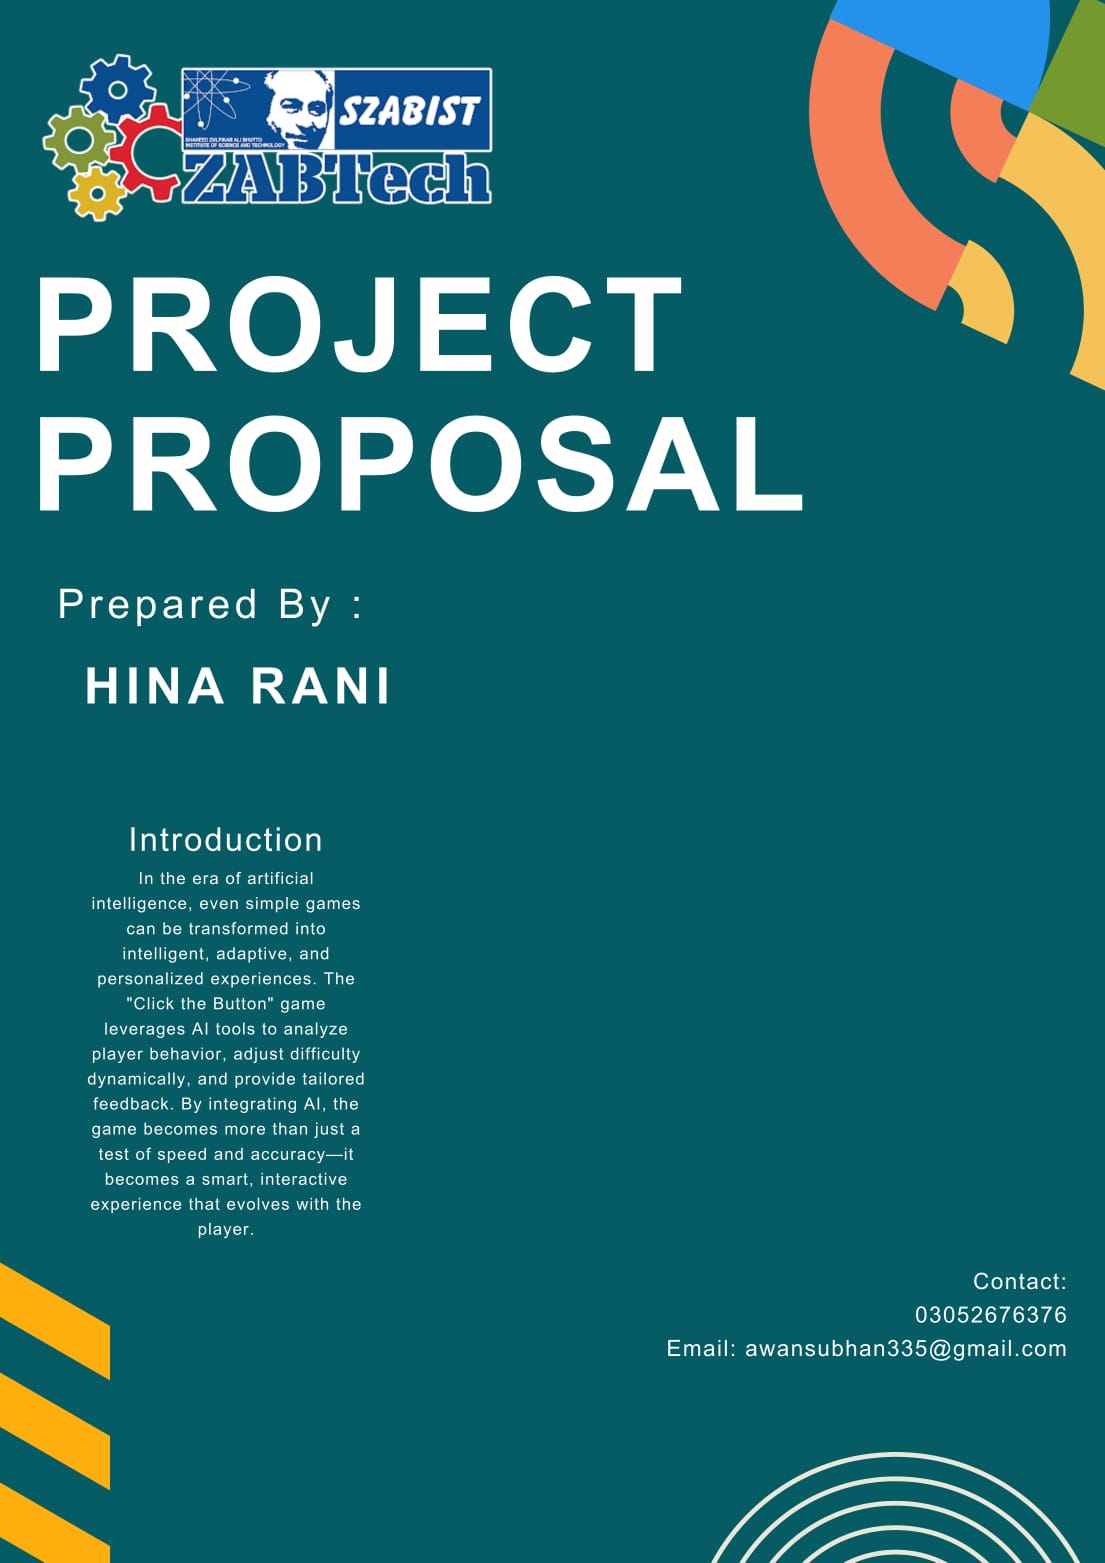 SZABIST
SHAHEED ZULFIKAR ALI BHUTTO
INSTITUTE OF SCIENCE AND TECHNOLOGY
ZABTech
PROJECT
PROPOSAL
Prepared By :
HINA RANI
Introduction
In the era of artificial
intelligence, even simple games
can be transformed into
intelligent, adaptive, and
personalized experiences. The
"Click the Button" game
leverages AI tools to analyze
player behavior, adjust difficulty
dynamically, and provide tailored
feedback. By integrating AI, the
game becomes more than just a
test of speed and accuracy—it
becomes a smart, interactive
experience that evolves with the
player.
Contact:
03052676376
Email: awansubhan335@gmail.com